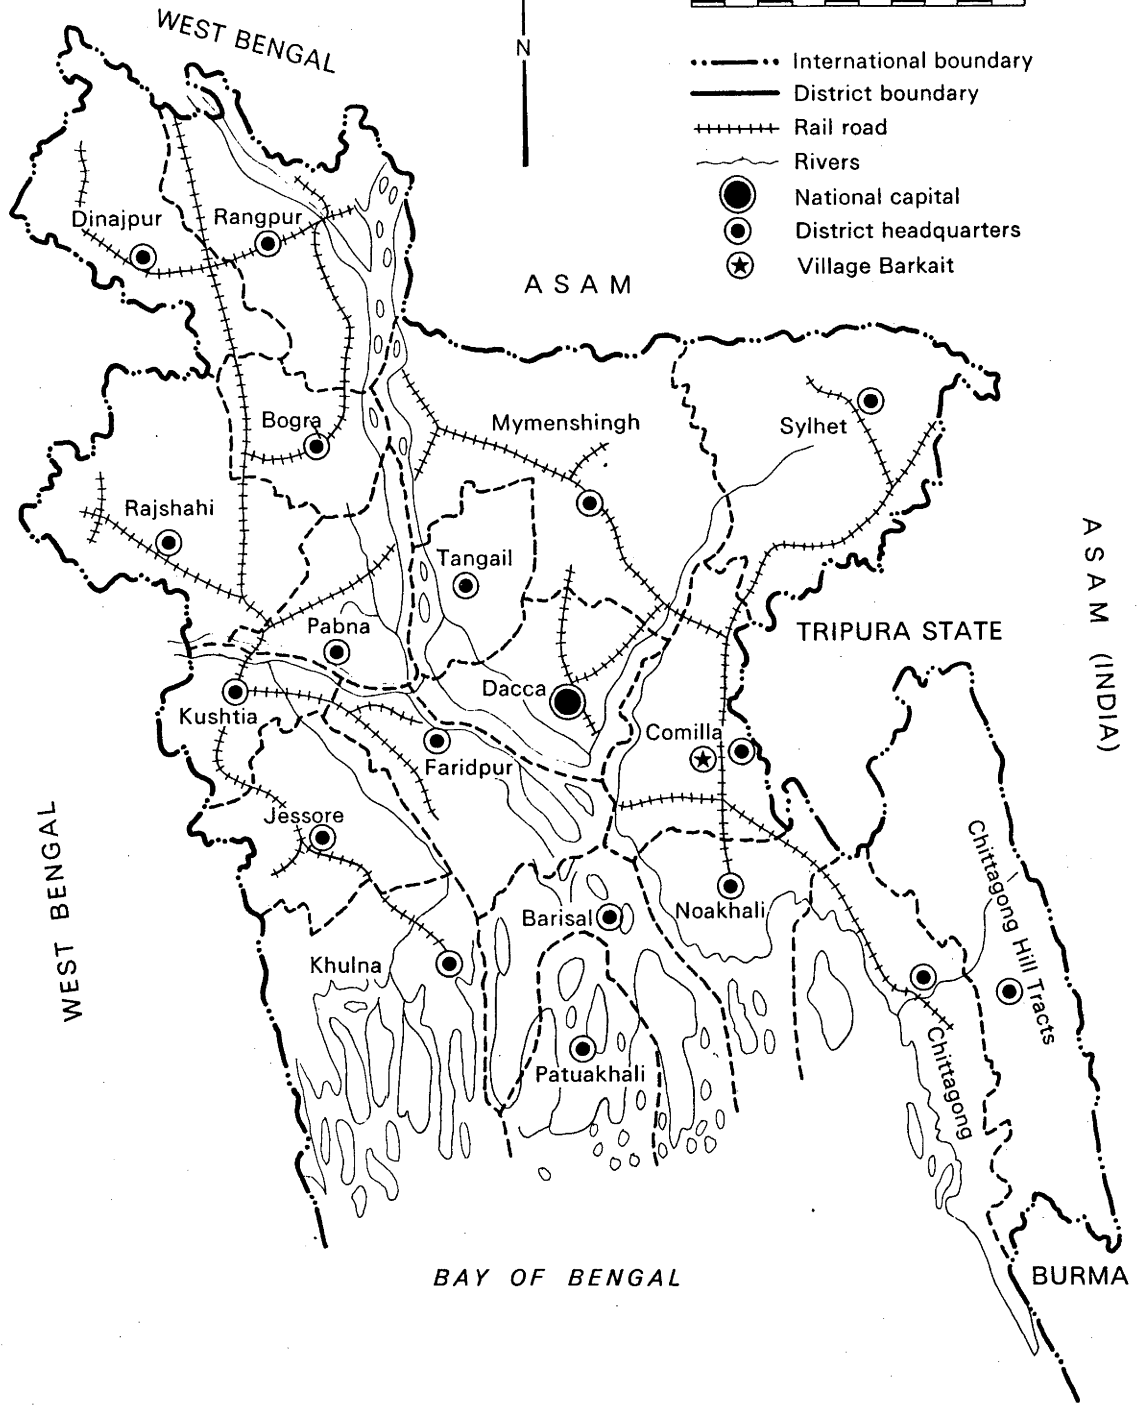 WEST BENGAL
N
International boundary
District boundary
Rail road
Rivers
National capital
District headquarters
Village Barkait
Dinajpur
Rangpur
ASAM
Bogra
Mymenshingh
Sylhet
Rajshahi
Tangail
ASAM (INDIA)
Pabna
TRIPURA STATE
Dacca
Kushtia
Comilla
Faridpur
Jessore
WEST BENGAL
Chittagong Hill Tracts
Barisal
Noakhali
Khulna
Patuakhali
Chittagong
BAY OF BENGAL
BURMA